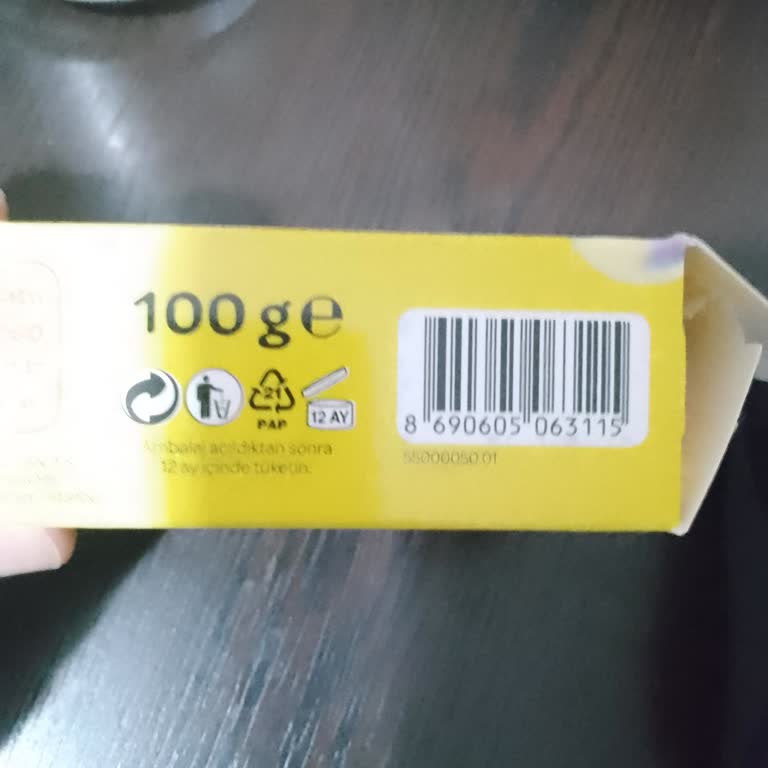 100 g e
21
PAP
12 AY
Ambalaj açıldıktan sonra
12 ay içinde tüketin.
8 690605 063115
55000050.01